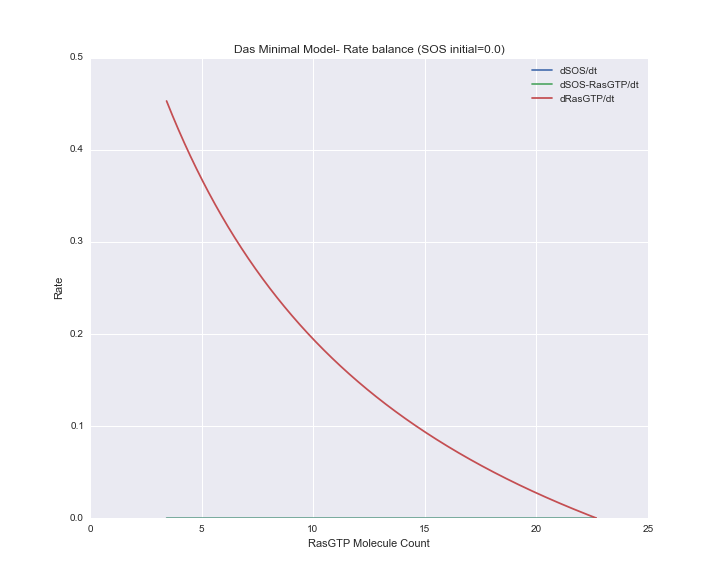 Das Minimal Model- Rate balance (SOS initial=0.0)
dSOS/dt
dSOS-RasGTP/dt
dRasGTP/dt
0.5
0.4
0.3
0.2
0.1
0.0
Rate
0 5 10 15 20 25
RasGTP Molecule Count